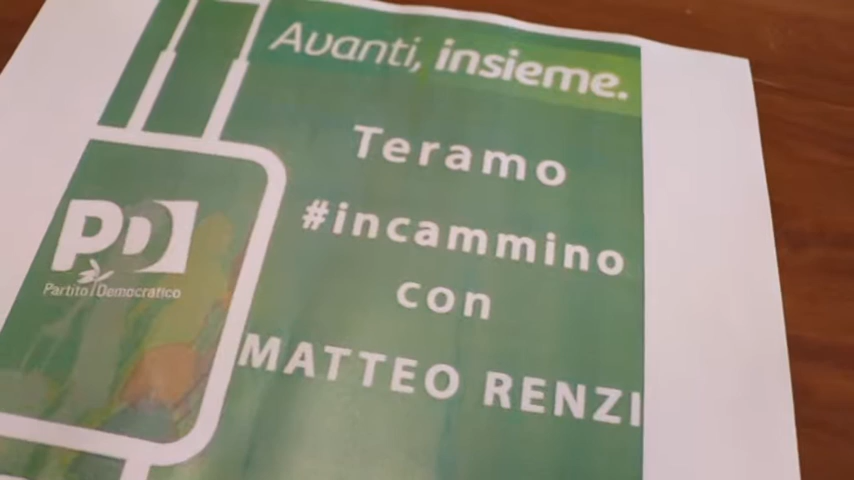 Avanti, insieme.
Teramo
#incammino
con
MATTEO RENZI
PD
Partito Democratico